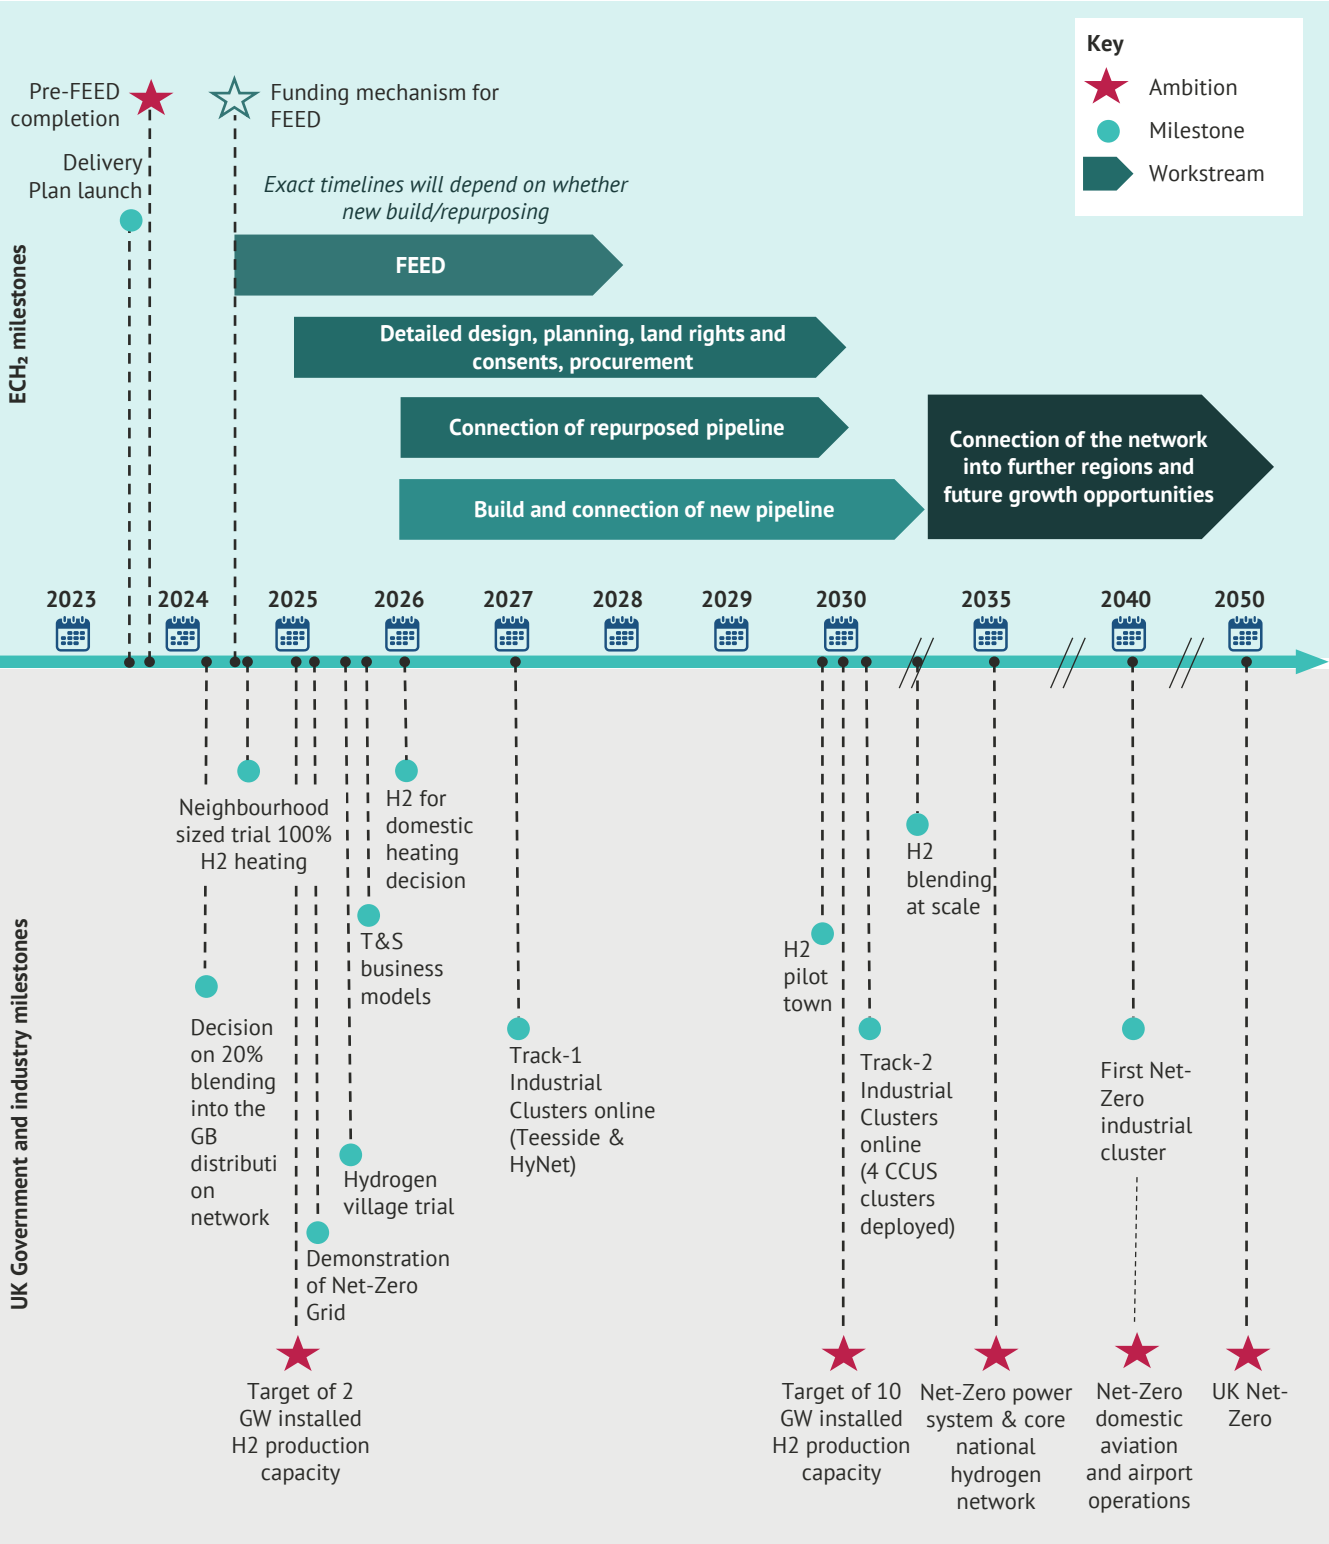 Key
Ambition
Milestone
Workstream
Pre-FEED
completion
Funding mechanism for
FEED
Delivery
Plan launch
Exact timelines will depend on whether
new build/repurposing
ECH₂ milestones
FEED
Detailed design, planning, land rights and
consents, procurement
Connection of repurposed pipeline
Build and connection of new pipeline
Connection of the network
into further regions and
future growth opportunities
2023 2024 2025 2026 2027 2028 2029 2030 2035 2040 2050
UK Government and industry milestones
Neighbourhood
sized trial 100%
H2 heating
H2 for
domestic
heating
decision
H2
blending
at scale
T&S
business
models
H2
pilot
town
Decision
on 20%
blending
into the
GB
distributi
on
network
Track-1
Industrial
Clusters online
(Teesside &
HyNet)
Track-2
Industrial
Clusters
online
(4 CCUS
clusters
deployed)
First Net-
Zero
industrial
cluster
Hydrogen
village trial
Demonstration
of Net-Zero
Grid
Target of 2
GW installed
H2 production
capacity
Target of 10
GW installed
H2 production
capacity
Net-Zero power
system & core
national
hydrogen
network
Net-Zero
domestic
aviation
and airport
operations
UK Net-
Zero